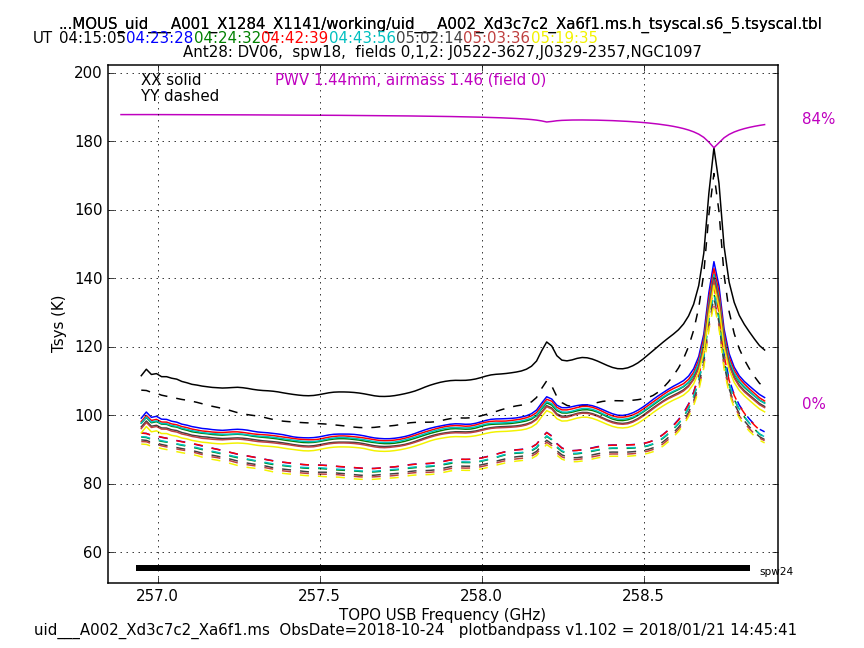 ...MOUS_uid___A001_X1284_X1141/working/uid___A002_Xd3c7c2_Xa6f1.ms.h_tsyscal.s6_5.tsyscal.tbl
UT 04:15:05 04:23:28 04:24:32 04:42:39 04:43:56 05:02:14 05:03:36 05:19:35
Ant28: DV06, spw18, fields 0,1,2: J0522-3627,J0329-2357,NGC1097
XX solid
YY dashed
PWV 1.44mm, airmass 1.46 (field 0)
84%
0%
200
180
160
140
120
100
80
60
Tsys (K)
spw24
257.0 257.5 258.0 258.5
TOPO USB Frequency (GHz)
uid___A002_Xd3c7c2_Xa6f1.ms ObsDate=2018-10-24 plotbandpass v1.102 = 2018/01/21 14:45:41